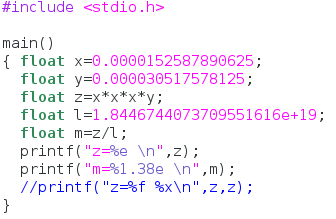 #include <stdio.h>
main()
{ float x=0.0000152587890625;
float y=0.000030517578125;
float z=x*x*x*y;
float l=1.8446744073709551616e+19;
float m=z/l;
printf("z=%e \n",z);
printf("m=%1.38e \n",m);
//printf("z=%f %x\n",z,z);
}